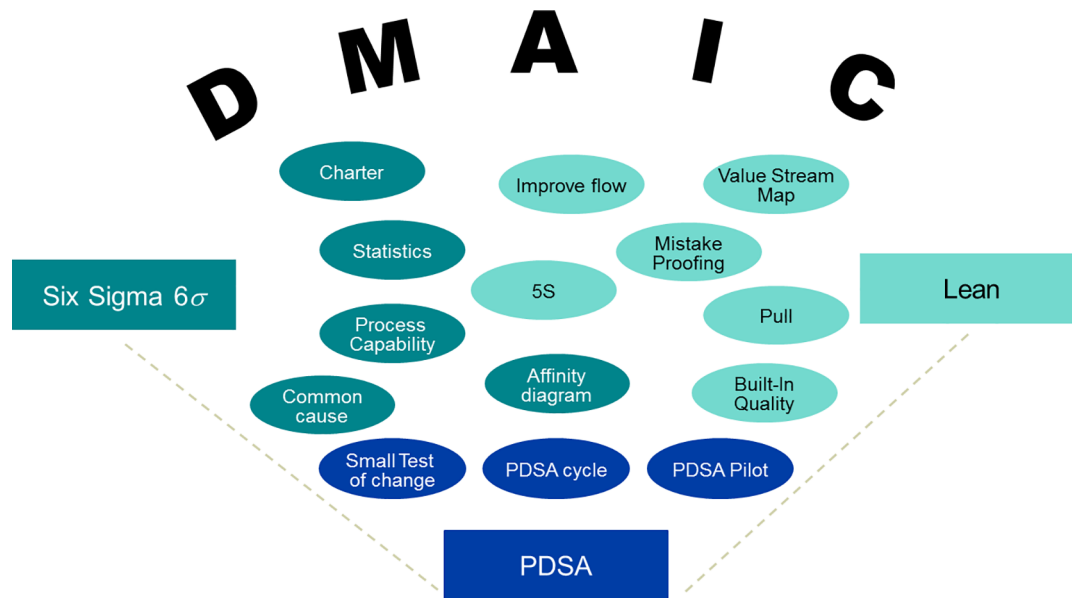 D M A I C
Charter
Improve flow
Value Stream
Map
Statistics
Mistake
Proofing
Six Sigma 6σ
5S
Lean
Process
Capability
Pull
Common
cause
Affinity
diagram
Built-In
Quality
Small Test
of change
PDSA cycle
PDSA Pilot
PDSA